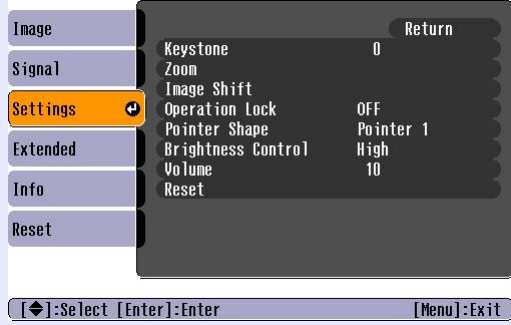 Image
Signal
Settings
Extended
Info
Reset
Return
Keystone 0
Zoom
Image Shift
Operation Lock OFF
Pointer Shape Pointer 1
Brightness Control High
Volume 10
Reset
[◆]:Select [Enter]:Enter [Menu]:Exit